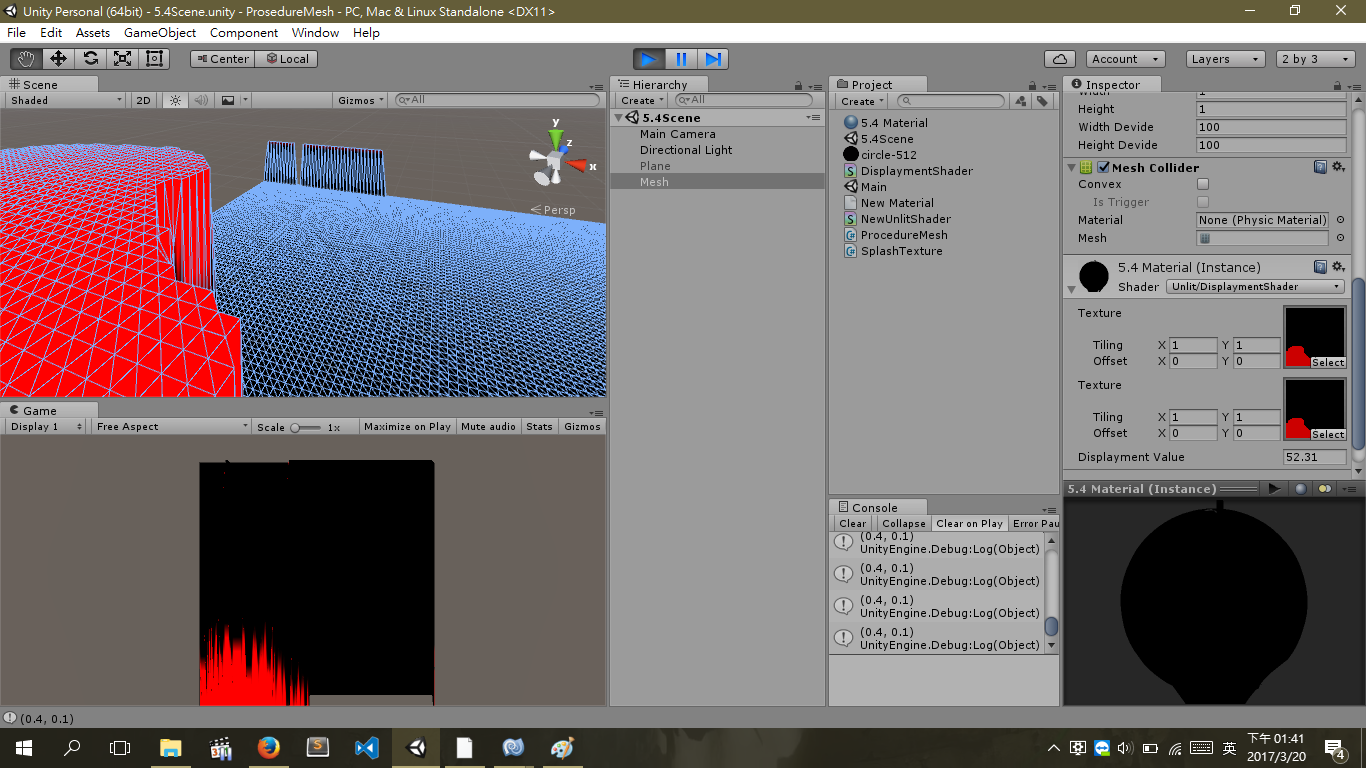 Unity Personal (64bit) - 5.4Scene.unity - ProsedureMesh - PC, Mac & Linux Standalone <DX11>
File Edit Assets GameObject Component Window Help
Center Local Account Layers 2 by 3
Scene
Shaded 2D Gizmos All
y
z
x
Persp
Game
Display 1 Free Aspect Scale 1x Maximize on Play Mute audio Stats Gizmos
Hierarchy
Create All
5.4Scene
Main Camera
Directional Light
Plane
Mesh
Project
Create
5.4 Material
5.4Scene
circle-512
DisplaymentShader
Main
New Material
NewUnlitShader
ProcedureMesh
SplashTexture
Console
Clear Collapse Clear on Play Error Pau
(0.4, 0.1)
UnityEngine.Debug:Log(Object)
(0.4, 0.1)
UnityEngine.Debug:Log(Object)
(0.4, 0.1)
UnityEngine.Debug:Log(Object)
(0.4, 0.1)
UnityEngine.Debug:Log(Object)
Inspector
Width 1
Height 1
Width Devide 100
Height Devide 100
Mesh Collider
Convex
Is Trigger
Material None (Physic Material)
Mesh
5.4 Material (Instance)
Shader Unlit/DisplaymentShader
Texture
Tiling X 1 Y 1
Offset X 0 Y 0
Select
Texture
Tiling X 1 Y 1
Offset X 0 Y 0
Select
Displayment Value 52.31
5.4 Material (Instance)
(0.4, 0.1)
英
下午 01:41
2017/3/20
4